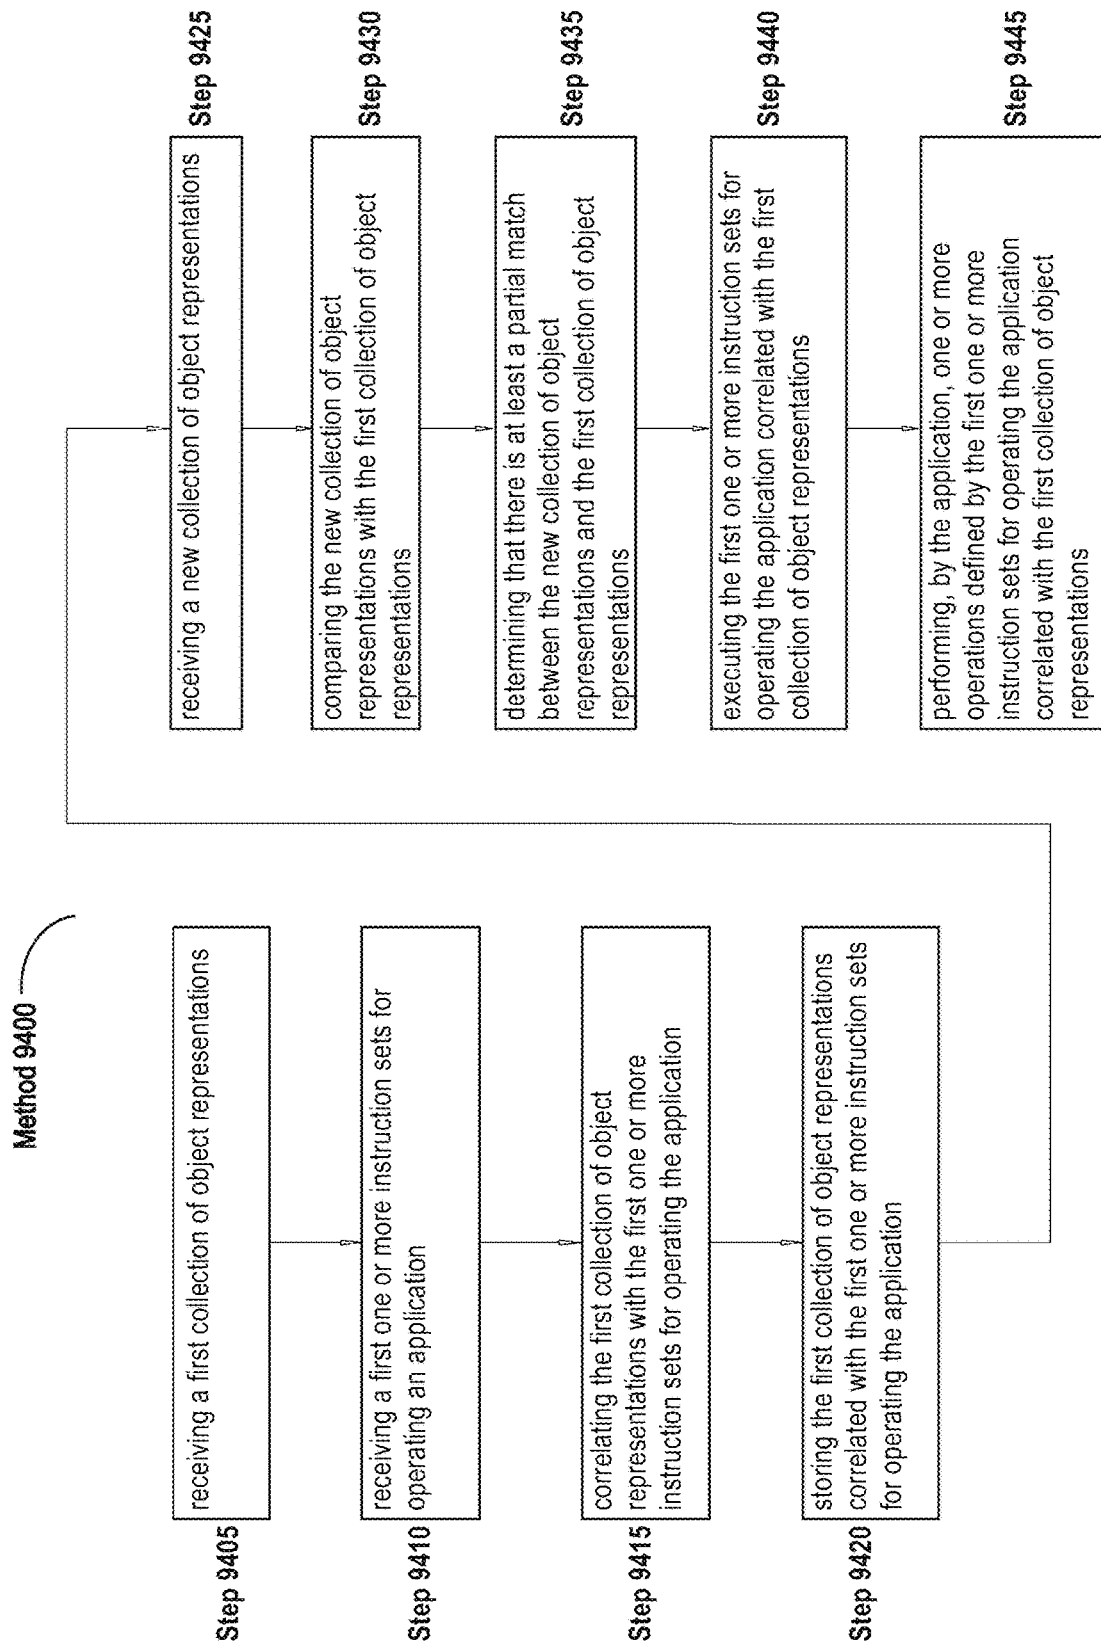 Method 9400
Step 9405
receiving a first collection of object representations
Step 9410
receiving a first one or more instruction sets for
operating an application
Step 9415
correlating the first collection of object
representations with the first one or more
instruction sets for operating the application
Step 9420
storing the first collection of object representations
correlated with the first one or more instruction sets
for operating the application
receiving a new collection of object representations
Step 9425
comparing the new collection of object
representations with the first collection of object
representations
Step 9430
determining that there is at least a partial match
between the new collection of object
representations and the first collection of object
representations
Step 9435
executing the first one or more instruction sets for
operating the application correlated with the first
collection of object representations
Step 9440
performing, by the application, one or more
operations defined by the first one or more
instruction sets for operating the application
correlated with the first collection of object
representations
Step 9445